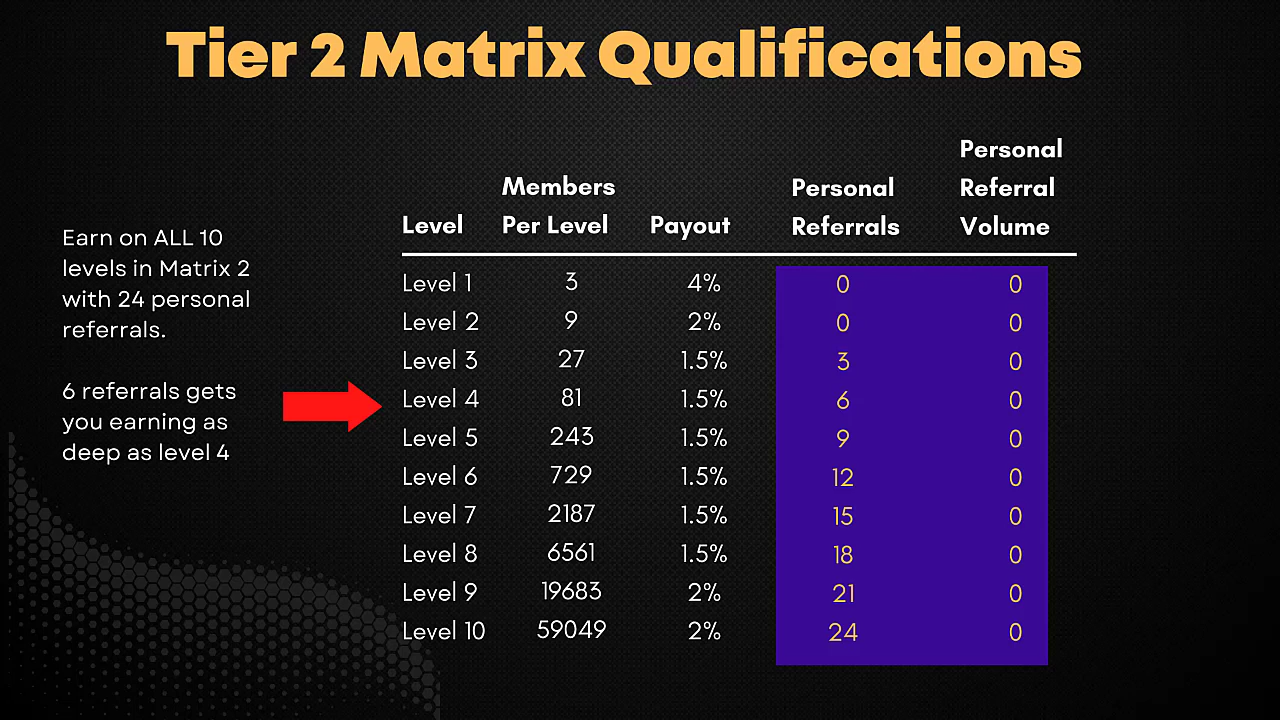 Tier 2 Matrix Qualifications
Earn on ALL 10
levels in Matrix 2
with 24 personal
referrals.
6 referrals gets
you earning as
deep as level 4
Level
Members
Per Level
Payout
Personal
Referrals
Personal
Referral
Volume
Level 1 3 4% 0 0
Level 2 9 2% 0 0
Level 3 27 1.5% 3 0
Level 4 81 1.5% 6 0
Level 5 243 1.5% 9 0
Level 6 729 1.5% 12 0
Level 7 2187 1.5% 15 0
Level 8 6561 1.5% 18 0
Level 9 19683 2% 21 0
Level 10 59049 2% 24 0